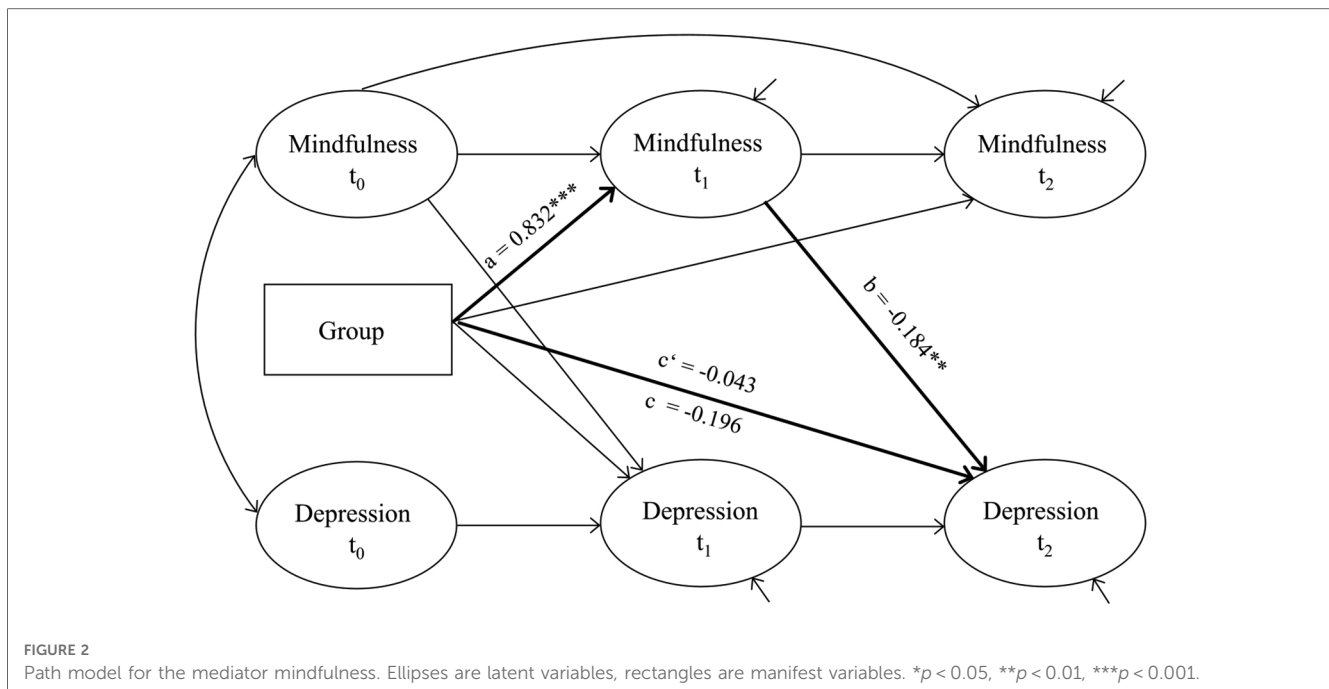 Mindfulness
t₀
Mindfulness
t₁
Mindfulness
t₂
a = 0.832***
Group
b = -0.184**
c‘ = -0.043
c = -0.196
Depression
t₀
Depression
t₁
Depression
t₂
FIGURE 2
Path model for the mediator mindfulness. Ellipses are latent variables, rectangles are manifest variables. *p < 0.05, **p < 0.01, ***p < 0.001.